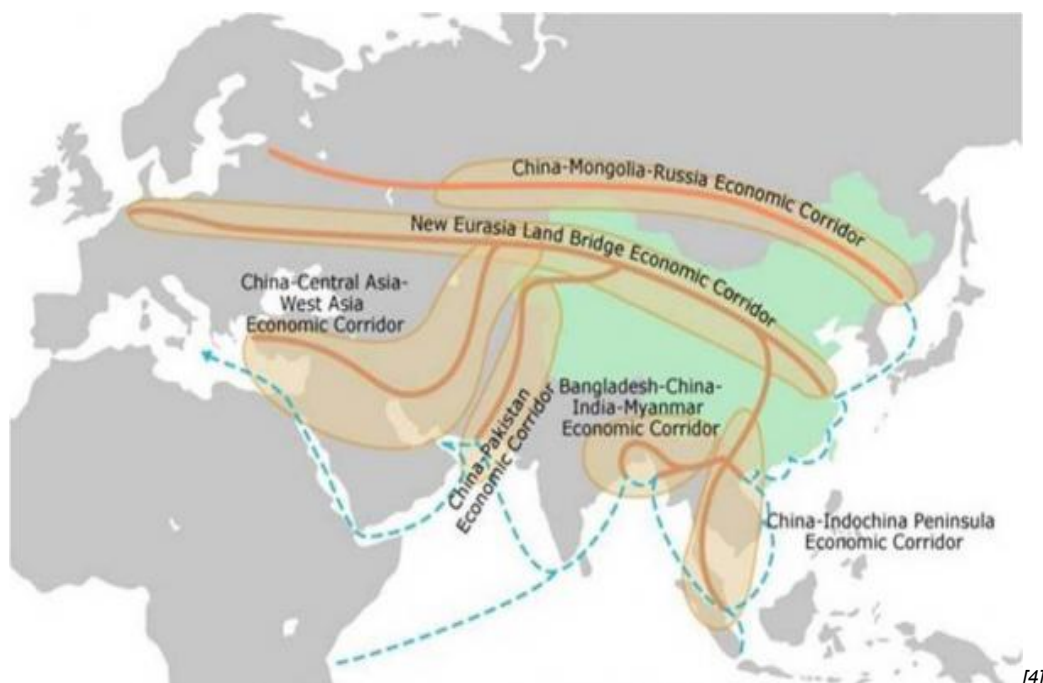 China-Mongolia-Russia Economic Corridor
New Eurasia Land Bridge Economic Corridor
China-Central Asia-
West Asia
Economic Corridor
China-Pakistan
Economic Corridor
Bangladesh-China-
India-Myanmar
Economic Corridor
China-Indochina Peninsula
Economic Corridor
[4]